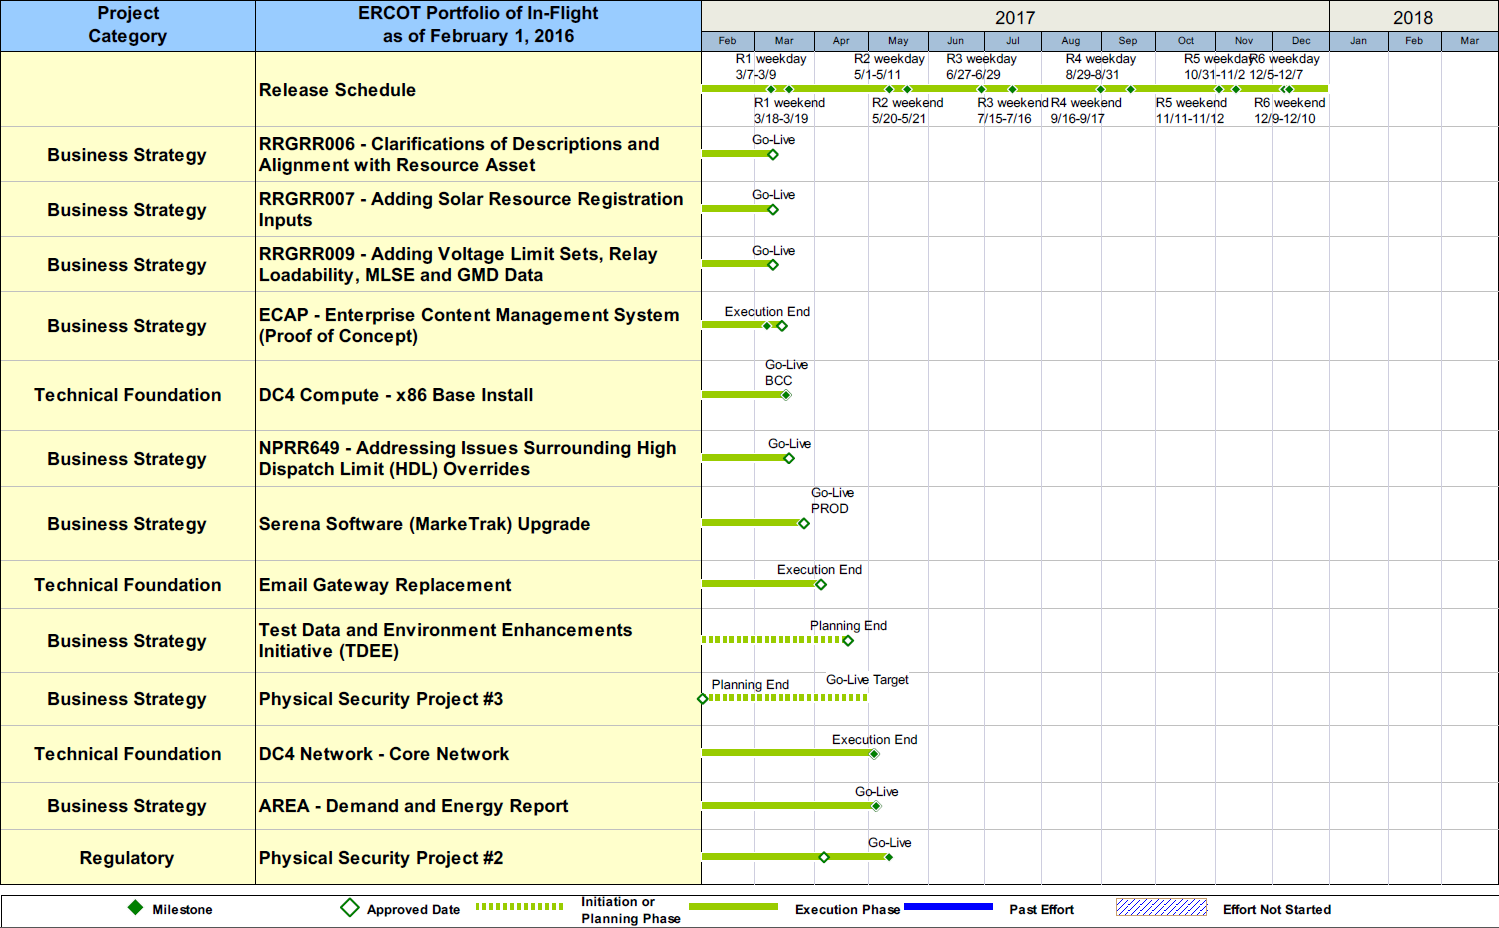 Project
Category
ERCOT Portfolio of In-Flight
as of February 1, 2016
2017
2018
Feb Mar Apr May Jun Jul Aug Sep Oct Nov Dec Jan Feb Mar
Release Schedule
R1 weekday R2 weekday R3 weekday R4 weekday R5 weekday R6 weekday
3/7-3/9 5/1-5/11 6/27-6/29 8/29-8/31 10/31-11/2 12/5-12/7
R1 weekend R2 weekend R3 weekend R4 weekend R5 weekend R6 weekend
3/18-3/19 5/20-5/21 7/15-7/16 9/16-9/17 11/11-11/12 12/9-12/10
Business Strategy
RRGRR006 - Clarifications of Descriptions and
Alignment with Resource Asset
Go-Live
Business Strategy
RRGRR007 - Adding Solar Resource Registration
Inputs
Go-Live
Business Strategy
RRGRR009 - Adding Voltage Limit Sets, Relay
Loadability, MLSE and GMD Data
Go-Live
Business Strategy
ECAP - Enterprise Content Management System
(Proof of Concept)
Execution End
Technical Foundation
DC4 Compute - x86 Base Install
Go-Live
BCC
Business Strategy
NPRR649 - Addressing Issues Surrounding High
Dispatch Limit (HDL) Overrides
Go-Live
Business Strategy
Serena Software (MarkeTrak) Upgrade
Go-Live
PROD
Technical Foundation
Email Gateway Replacement
Execution End
Business Strategy
Test Data and Environment Enhancements
Initiative (TDEE)
Planning End
Business Strategy
Physical Security Project #3
Planning End
Go-Live Target
Technical Foundation
DC4 Network - Core Network
Execution End
Business Strategy
AREA - Demand and Energy Report
Go-Live
Regulatory
Physical Security Project #2
Go-Live
Milestone
Approved Date
Initiation or
Planning Phase
Execution Phase
Past Effort
Effort Not Started